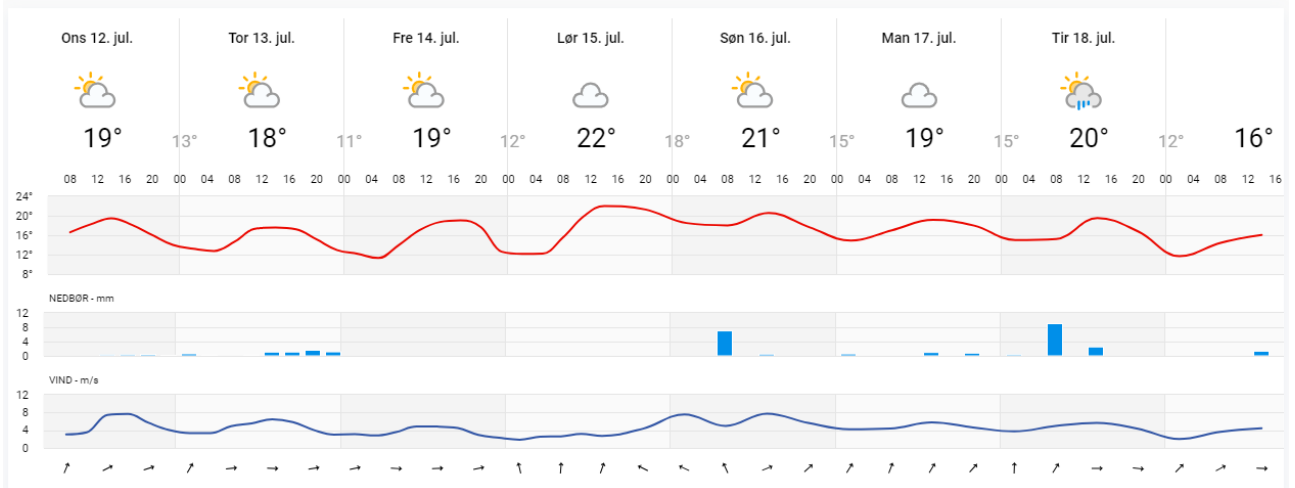 Ons 12. jul. Tor 13. jul. Fre 14. jul. Lør 15. jul. Søn 16. jul. Man 17. jul. Tir 18. jul.
19° 13° 18° 11° 19° 12° 22° 18° 21° 15° 19° 15° 20° 12° 16°
08 12 16 20 00 04 08 12 16 20 00 04 08 12 16 20 00 04 08 12 16 20 00 04 08 12 16 20 00 04 08 12 16 20 00 04 08 12 16 20 00 04 08 12 16
24°
20°
16°
12°
8°
NEDBØR - mm
12
8
4
0
VIND - m/s
12
8
4
0